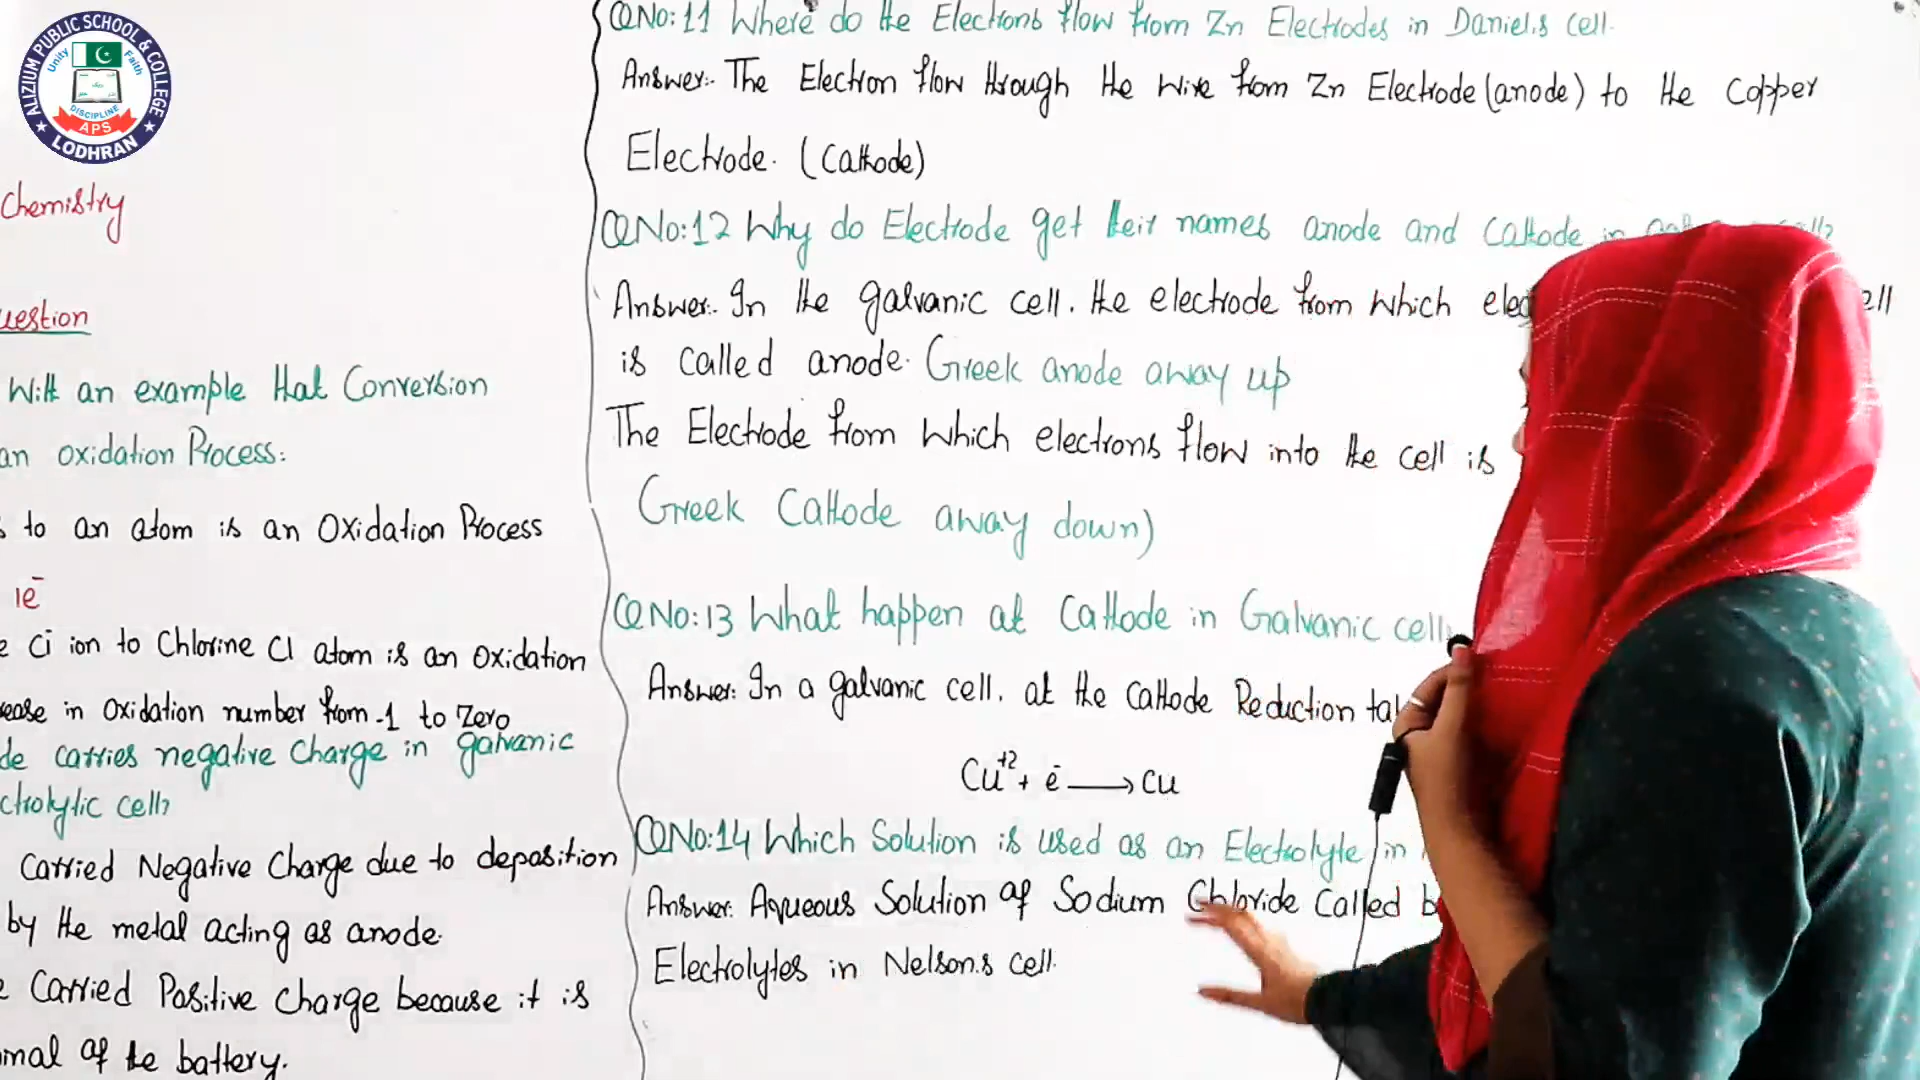 ALIZIUM PUBLIC SCHOOL & COLLEGE
Unity
Faith
DISCIPLINE
APS
LODHRAN
Chemistry
uestion
With an example that Conversion
an oxidation Process:
s to an atom is an Oxidation Process
1e⁻
e Cl ion to Chlorine Cl atom is an oxidation
rease in oxidation number from -1 to Zero
de carries negative charge in galvanic
ctrolytic cell?
Carried Negative Charge due to deposition
by the metal acting as anode.
e Carried Positive charge because it is
minal of the battery.
QNo:11 Where do the Electrons flow from Zn Electrodes in Daniel,s cell.
Answer:. The Electron flow through the wire from Zn Electrode (anode) to the copper
Electrode. (Cathode)
QNo:12 Why do Electrode get their names anode and Cathode in
Answer:. In the galvanic cell. the electrode from which elec ell
is called anode. Greek anode away up
The Electrode from which electrons flow into the cell is
Greek Cathode away down)
QNo:13 What happen at Cathode in Galvanic cell
Answer: In a galvanic cell. at the cathode Reduction ta
Cu⁺² + e⁻ ⟶ Cu
QNo:14 Which Solution is used as an Electrolyte in
Answer: Aqueous Solution of Sodium Chloride Called b
Electrolytes in Nelson,s cell.